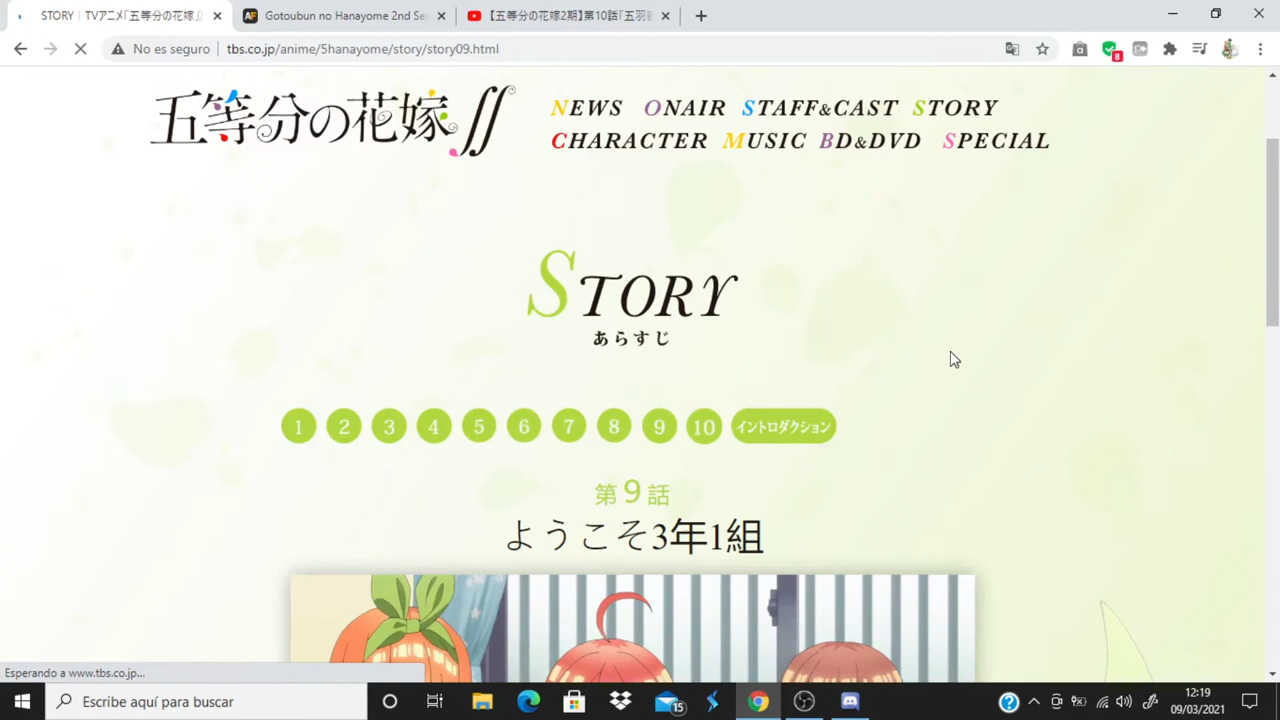 STORY | TVアニメ「五等分の花嫁∬
Gotoubun no Hanayome 2nd Sea
【五等分の花嫁2期】第10話「五羽
No es seguro
tbs.co.jp/anime/5hanayome/story/story09.html
8
五等分の花嫁∬
NEWS ONAIR STAFF&CAST STORY
CHARACTER MUSIC BD&DVD SPECIAL
STORY
あらすじ
1 2 3 4 5 6 7 8 9 10 イントロダクション
第9話
ようこそ3年1組
Esperando a www.tbs.co.jp...
Escribe aquí para buscar
15
12:19
09/03/2021